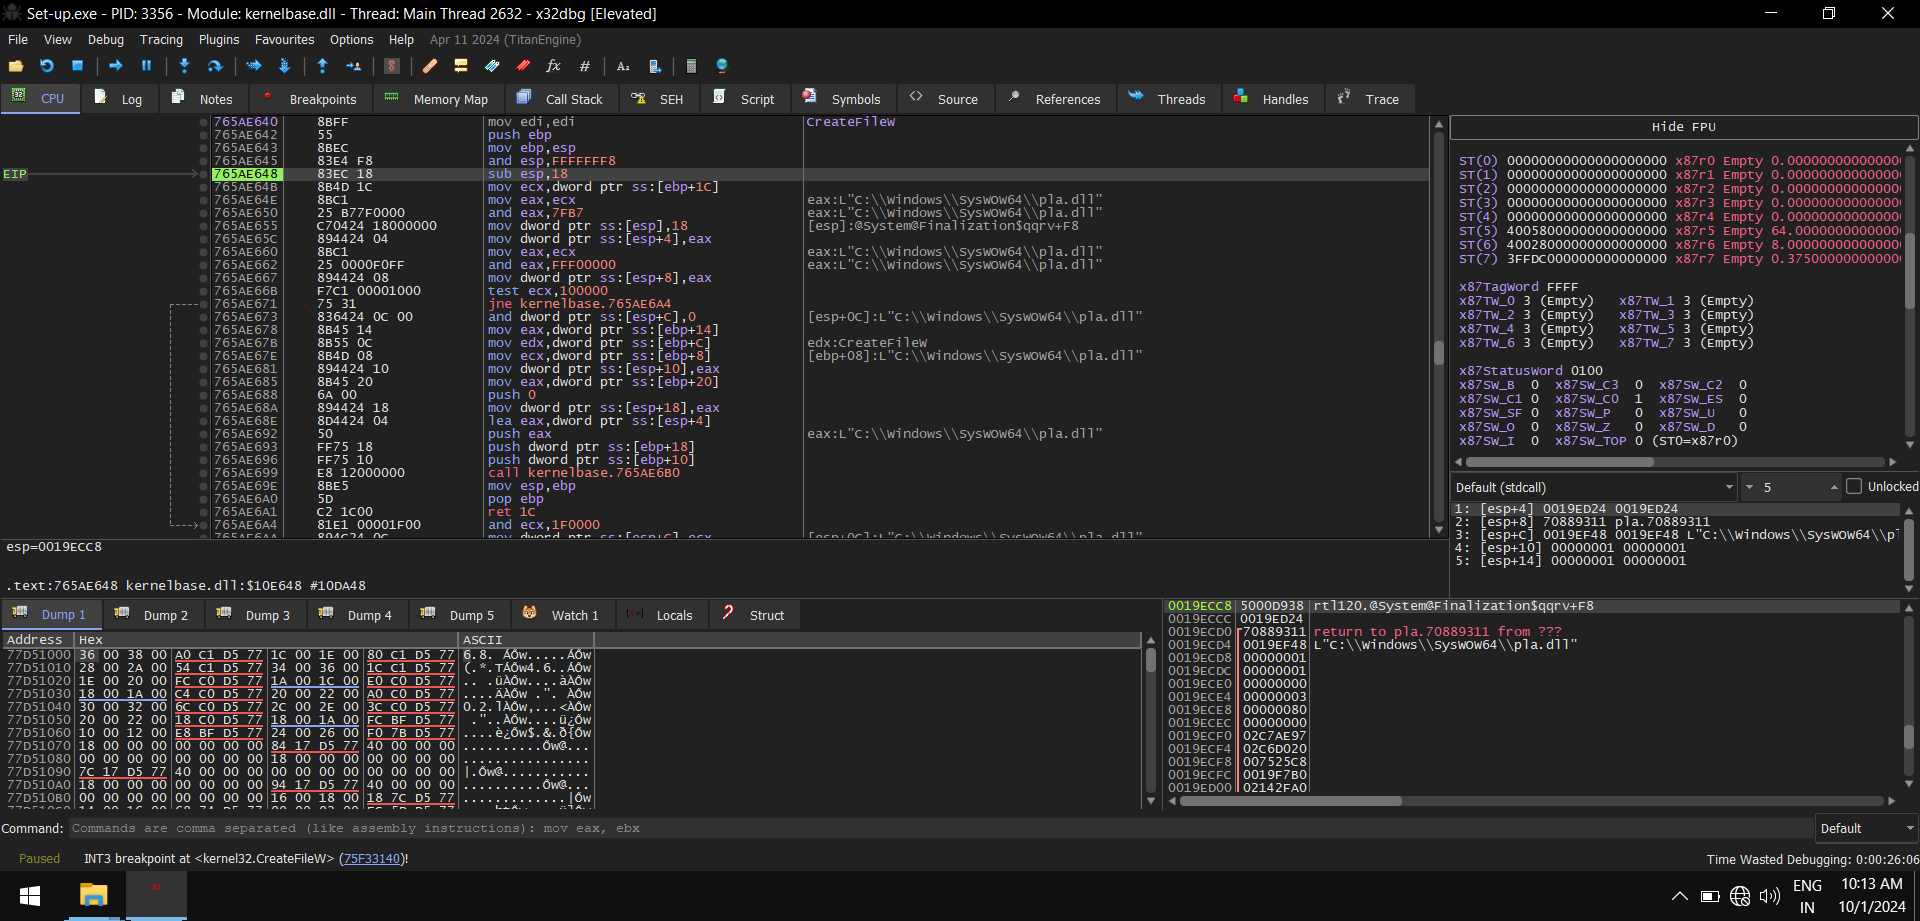 Set-up.exe - PID: 3356 - Module: kernelbase.dll - Thread: Main Thread 2632 - x32dbg [Elevated]
File View Debug Tracing Plugins Favourites Options Help Apr 11 2024 (TitanEngine)
CPU Log Notes Breakpoints Memory Map Call Stack SEH Script Symbols Source References Threads Handles Trace
EIP
765AE640 8BFF mov edi,edi CreateFileW
765AE642 55 push ebp
765AE643 8BEC mov ebp,esp
765AE645 83E4 F8 and esp,FFFFFFF8
765AE648 83EC 18 sub esp,18
765AE64B 8B4D 1C mov ecx,dword ptr ss:[ebp+1C]
765AE64E 8BC1 mov eax,ecx eax:L"C:\\Windows\\SysWOW64\\pla.dll"
765AE650 25 B77F0000 and eax,7FB7 eax:L"C:\\Windows\\SysWOW64\\pla.dll"
765AE655 C70424 18000000 mov dword ptr ss:[esp],18 [esp]:@System@Finalization$qqrv+F8
765AE65C 894424 04 mov dword ptr ss:[esp+4],eax
765AE660 8BC1 mov eax,ecx eax:L"C:\\Windows\\SysWOW64\\pla.dll"
765AE662 25 0000F0FF and eax,FFF00000 eax:L"C:\\Windows\\SysWOW64\\pla.dll"
765AE667 894424 08 mov dword ptr ss:[esp+8],eax
765AE66B F7C1 00001000 test ecx,100000
765AE671 75 31 jne kernelbase.765AE6A4
765AE673 836424 0C 00 and dword ptr ss:[esp+C],0 [esp+0C]:L"C:\\Windows\\SysWOW64\\pla.dll"
765AE678 8B45 14 mov eax,dword ptr ss:[ebp+14]
765AE67B 8B55 0C mov edx,dword ptr ss:[ebp+C] edx:CreateFileW
765AE67E 8B4D 08 mov ecx,dword ptr ss:[ebp+8] [ebp+08]:L"C:\\Windows\\SysWOW64\\pla.dll"
765AE681 894424 10 mov dword ptr ss:[esp+10],eax
765AE685 8B45 20 mov eax,dword ptr ss:[ebp+20]
765AE688 6A 00 push 0
765AE68A 894424 18 mov dword ptr ss:[esp+18],eax
765AE68E 8D4424 04 lea eax,dword ptr ss:[esp+4]
765AE692 50 push eax eax:L"C:\\Windows\\SysWOW64\\pla.dll"
765AE693 FF75 18 push dword ptr ss:[ebp+18]
765AE696 FF75 10 push dword ptr ss:[ebp+10]
765AE699 E8 12000000 call kernelbase.765AE6B0
765AE69E 8BE5 mov esp,ebp
765AE6A0 5D pop ebp
765AE6A1 C2 1C00 ret 1C
765AE6A4 81E1 00001F00 and ecx,1F0000
765AE6AA 894C24 0C mov dword ptr ss:[esp+C],ecx [esp+0C]:L"C:\\Windows\\SysWOW64\\pla.dll"
Hide FPU
ST(0) 00000000000000000000 x87r0 Empty 0.000000000000000
ST(1) 00000000000000000000 x87r1 Empty 0.000000000000000
ST(2) 00000000000000000000 x87r2 Empty 0.000000000000000
ST(3) 00000000000000000000 x87r3 Empty 0.000000000000000
ST(4) 00000000000000000000 x87r4 Empty 0.000000000000000
ST(5) 40058000000000000000 x87r5 Empty 64.00000000000000
ST(6) 40028000000000000000 x87r6 Empty 8.000000000000000
ST(7) 3FFDC000000000000000 x87r7 Empty 0.375000000000000
x87TagWord FFFF
x87TW_0 3 (Empty) x87TW_1 3 (Empty)
x87TW_2 3 (Empty) x87TW_3 3 (Empty)
x87TW_4 3 (Empty) x87TW_5 3 (Empty)
x87TW_6 3 (Empty) x87TW_7 3 (Empty)
x87StatusWord 0100
x87SW_B 0 x87SW_C3 0 x87SW_C2 0
x87SW_C1 0 x87SW_C0 1 x87SW_ES 0
x87SW_SF 0 x87SW_P 0 x87SW_U 0
x87SW_O 0 x87SW_Z 0 x87SW_D 0
x87SW_I 0 x87SW_TOP 0 (ST0=x87r0)
Default (stdcall) 5 Unlocked
1: [esp+4] 0019ED24 0019ED24
2: [esp+8] 70889311 pla.70889311
3: [esp+C] 0019EF48 0019EF48 L"C:\\Windows\\SysWOW64\\pl
4: [esp+10] 00000001 00000001
5: [esp+14] 00000001 00000001
esp=0019ECC8
.text:765AE648 kernelbase.dll:$10E648 #10DA48
Dump 1 Dump 2 Dump 3 Dump 4 Dump 5 Watch 1 Locals Struct
Address Hex ASCII
77D51000 36 00 38 00 A0 C1 D5 77 1C 00 1E 00 80 C1 D5 77 6.8. ÁÕw.....ÁÕw
77D51010 28 00 2A 00 54 C1 D5 77 34 00 36 00 1C C1 D5 77 (.*.TÁÕw4.6..ÁÕw
77D51020 1E 00 20 00 FC C0 D5 77 1A 00 1C 00 E0 C0 D5 77 .. .üÀÕw....àÀÕw
77D51030 18 00 1A 00 C4 C0 D5 77 20 00 22 00 A0 C0 D5 77 ....ÄÀÕw .". ÀÕw
77D51040 30 00 32 00 6C C0 D5 77 2C 00 2E 00 3C C0 D5 77 0.2.lÀÕw,...<ÀÕw
77D51050 20 00 22 00 18 C0 D5 77 18 00 1A 00 FC BF D5 77 ."..ÀÕw....ü¿Õw
77D51060 10 00 12 00 E8 BF D5 77 24 00 26 00 F0 7B D5 77 ....è¿Õw$.&.ð{Õw
77D51070 18 00 00 00 00 00 00 00 84 17 D5 77 40 00 00 00 ..........Õw@...
77D51080 00 00 00 00 00 00 00 00 18 00 00 00 00 00 00 00 ................
77D51090 7C 17 D5 77 40 00 00 00 00 00 00 00 00 00 00 00 |.Õw@...........
77D510A0 18 00 00 00 00 00 00 00 94 17 D5 77 40 00 00 00 ..........Õw@...
77D510B0 00 00 00 00 00 00 00 00 16 00 18 00 18 7C D5 77 .............|Õw
0019ECC8 5000D938 rtl120.@System@Finalization$qqrv+F8
0019ECCC 0019ED24
0019ECD0 70889311 return to pla.70889311 from ???
0019ECD4 0019EF48 L"C:\\Windows\\SysWOW64\\pla.dll"
0019ECD8 00000001
0019ECDC 00000001
0019ECE0 00000000
0019ECE4 00000003
0019ECE8 00000080
0019ECEC 00000000
0019ECF0 02C7AE97
0019ECF4 02C6D020
0019ECF8 007525C8
0019ECFC 0019F7B0
0019ED00 02142FA0
Command: Commands are comma separated (like assembly instructions): mov eax, ebx Default
Paused INT3 breakpoint at <kernel32.CreateFileW> (75F33140)! Time Wasted Debugging: 0:00:26:06
ENG
IN
10:13 AM
10/1/2024